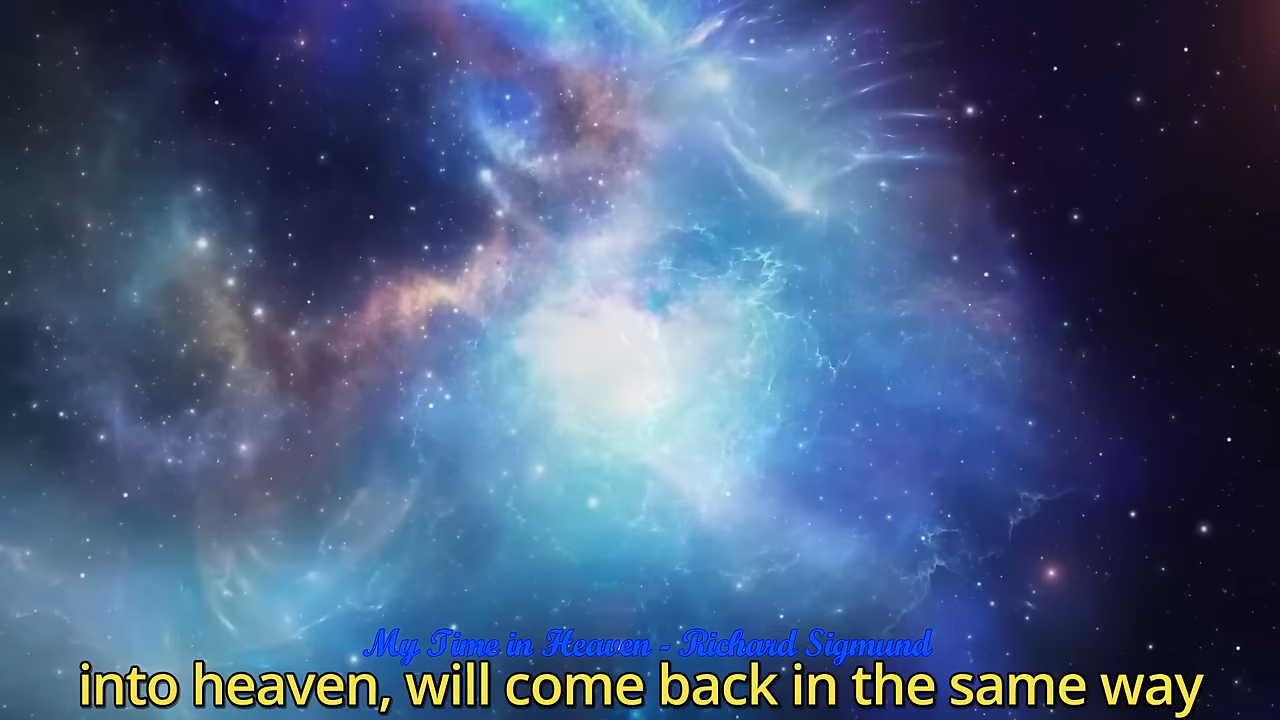 My Time in Heaven - Richard Sigmund
into heaven, will come back in the same way